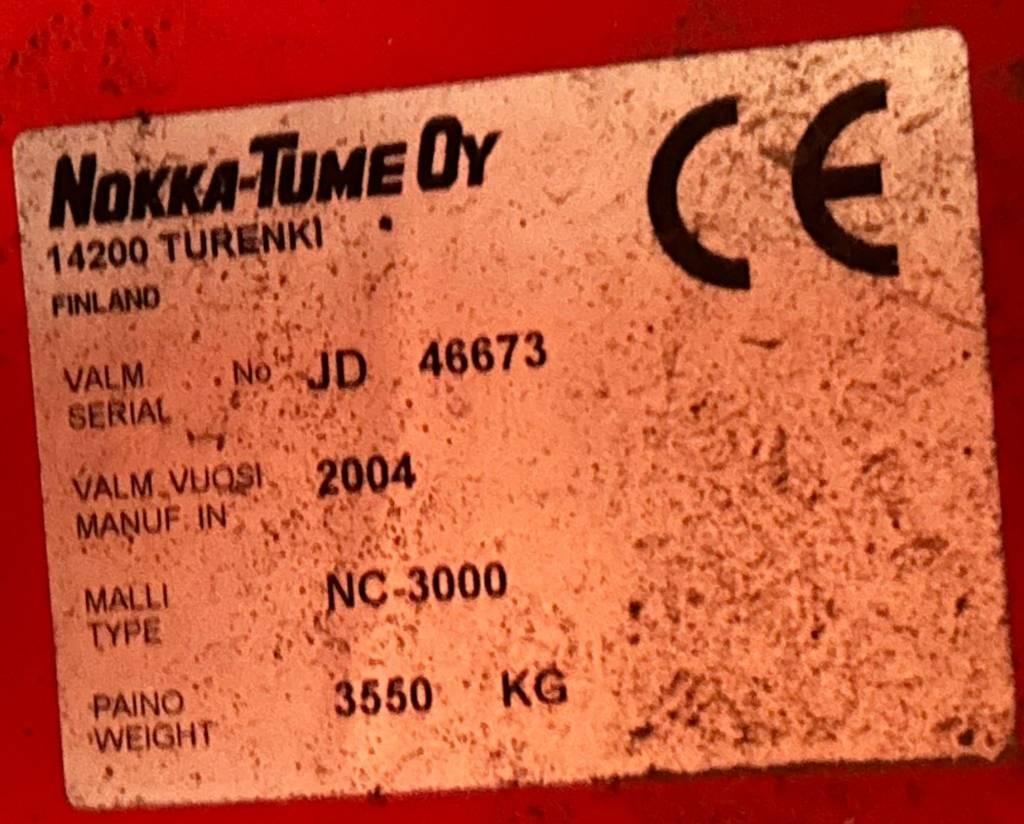 NOKKA-TUME OY
14200 TURENKI
FINLAND
CE
VALM. No JD 46673
SERIAL
VALM. VUOSI 2004
MANUF. IN
MALLI NC-3000
TYPE
PAINO 3550 KG
WEIGHT